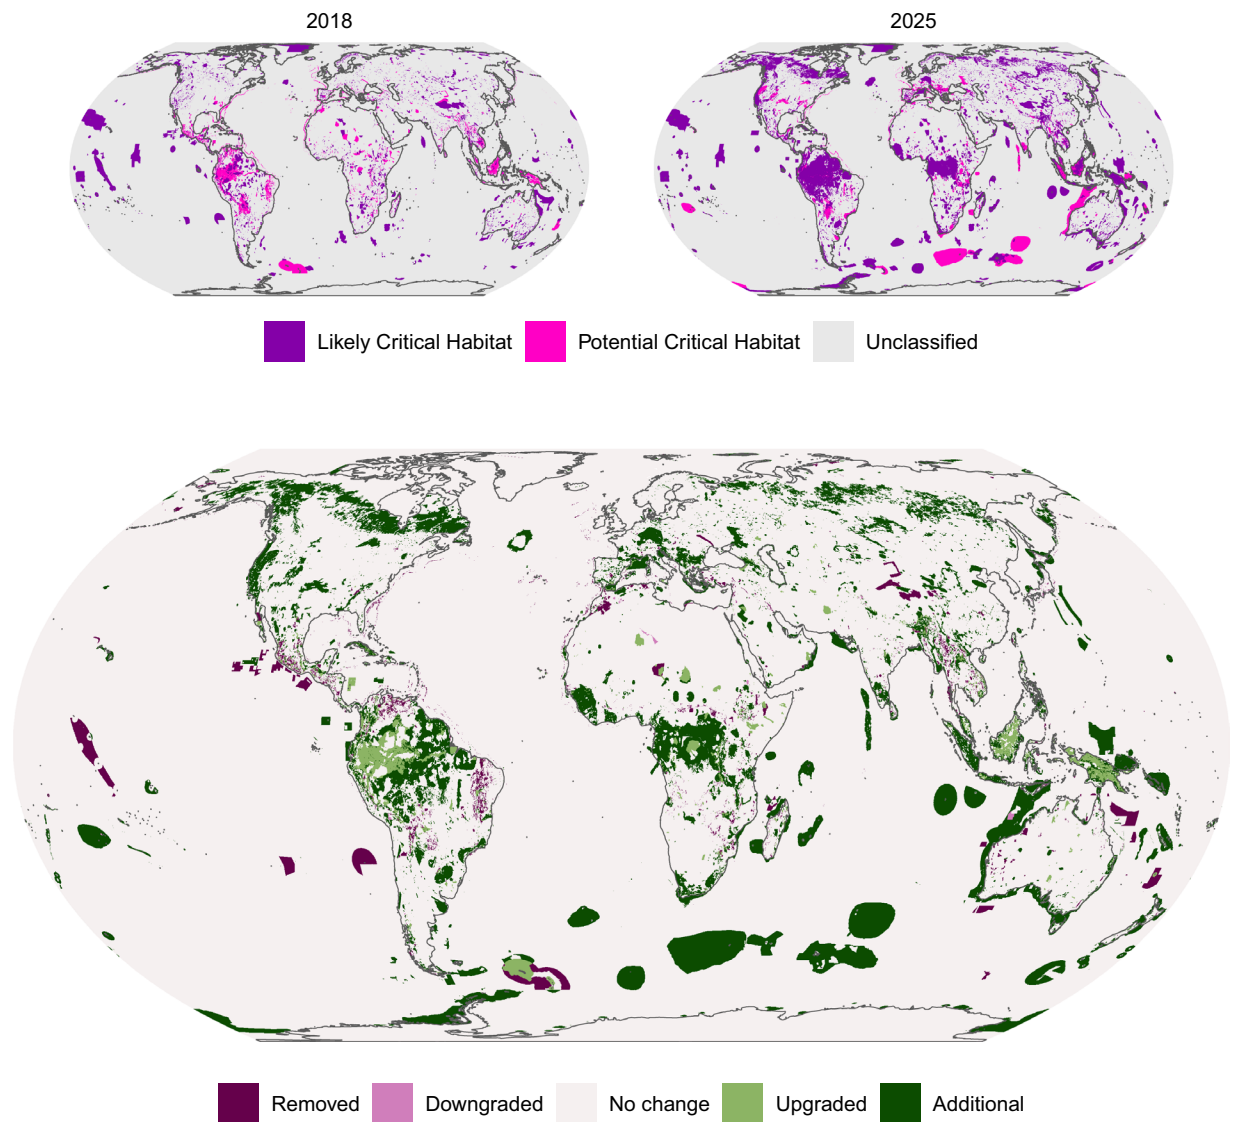 2018 2025
Likely Critical Habitat Potential Critical Habitat Unclassified
Removed Downgraded No change Upgraded Additional